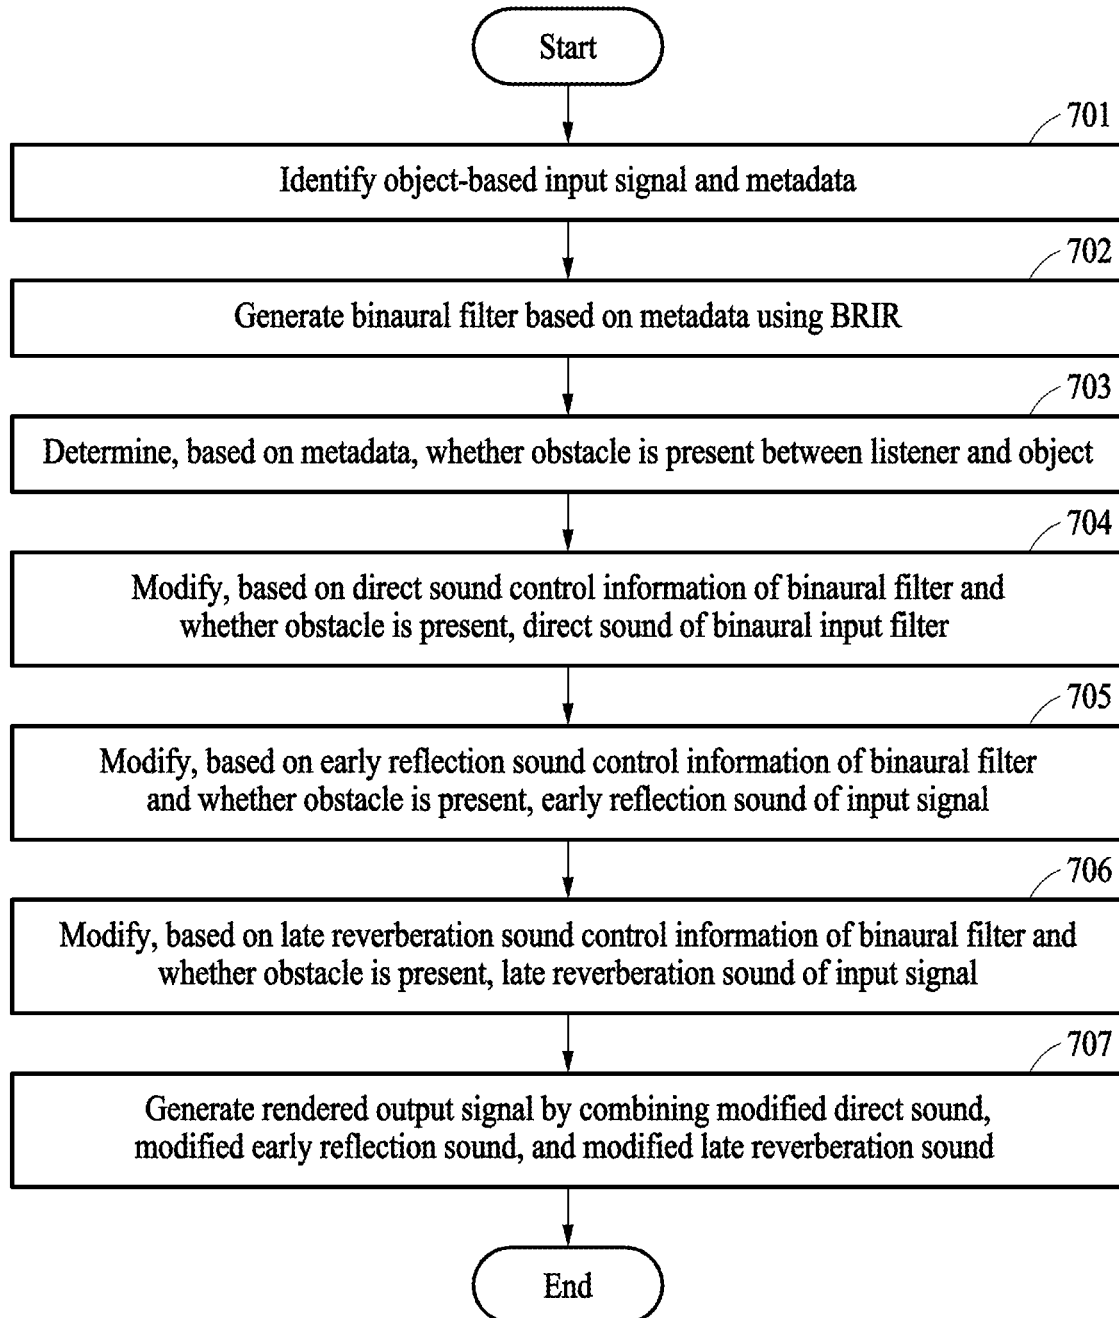 Start
701
Identify object-based input signal and metadata
702
Generate binaural filter based on metadata using BRIR
703
Determine, based on metadata, whether obstacle is present between listener and object
704
Modify, based on direct sound control information of binaural filter and
whether obstacle is present, direct sound of binaural input filter
705
Modify, based on early reflection sound control information of binaural filter
and whether obstacle is present, early reflection sound of input signal
706
Modify, based on late reverberation sound control information of binaural filter and
whether obstacle is present, late reverberation sound of input signal
707
Generate rendered output signal by combining modified direct sound,
modified early reflection sound, and modified late reverberation sound
End